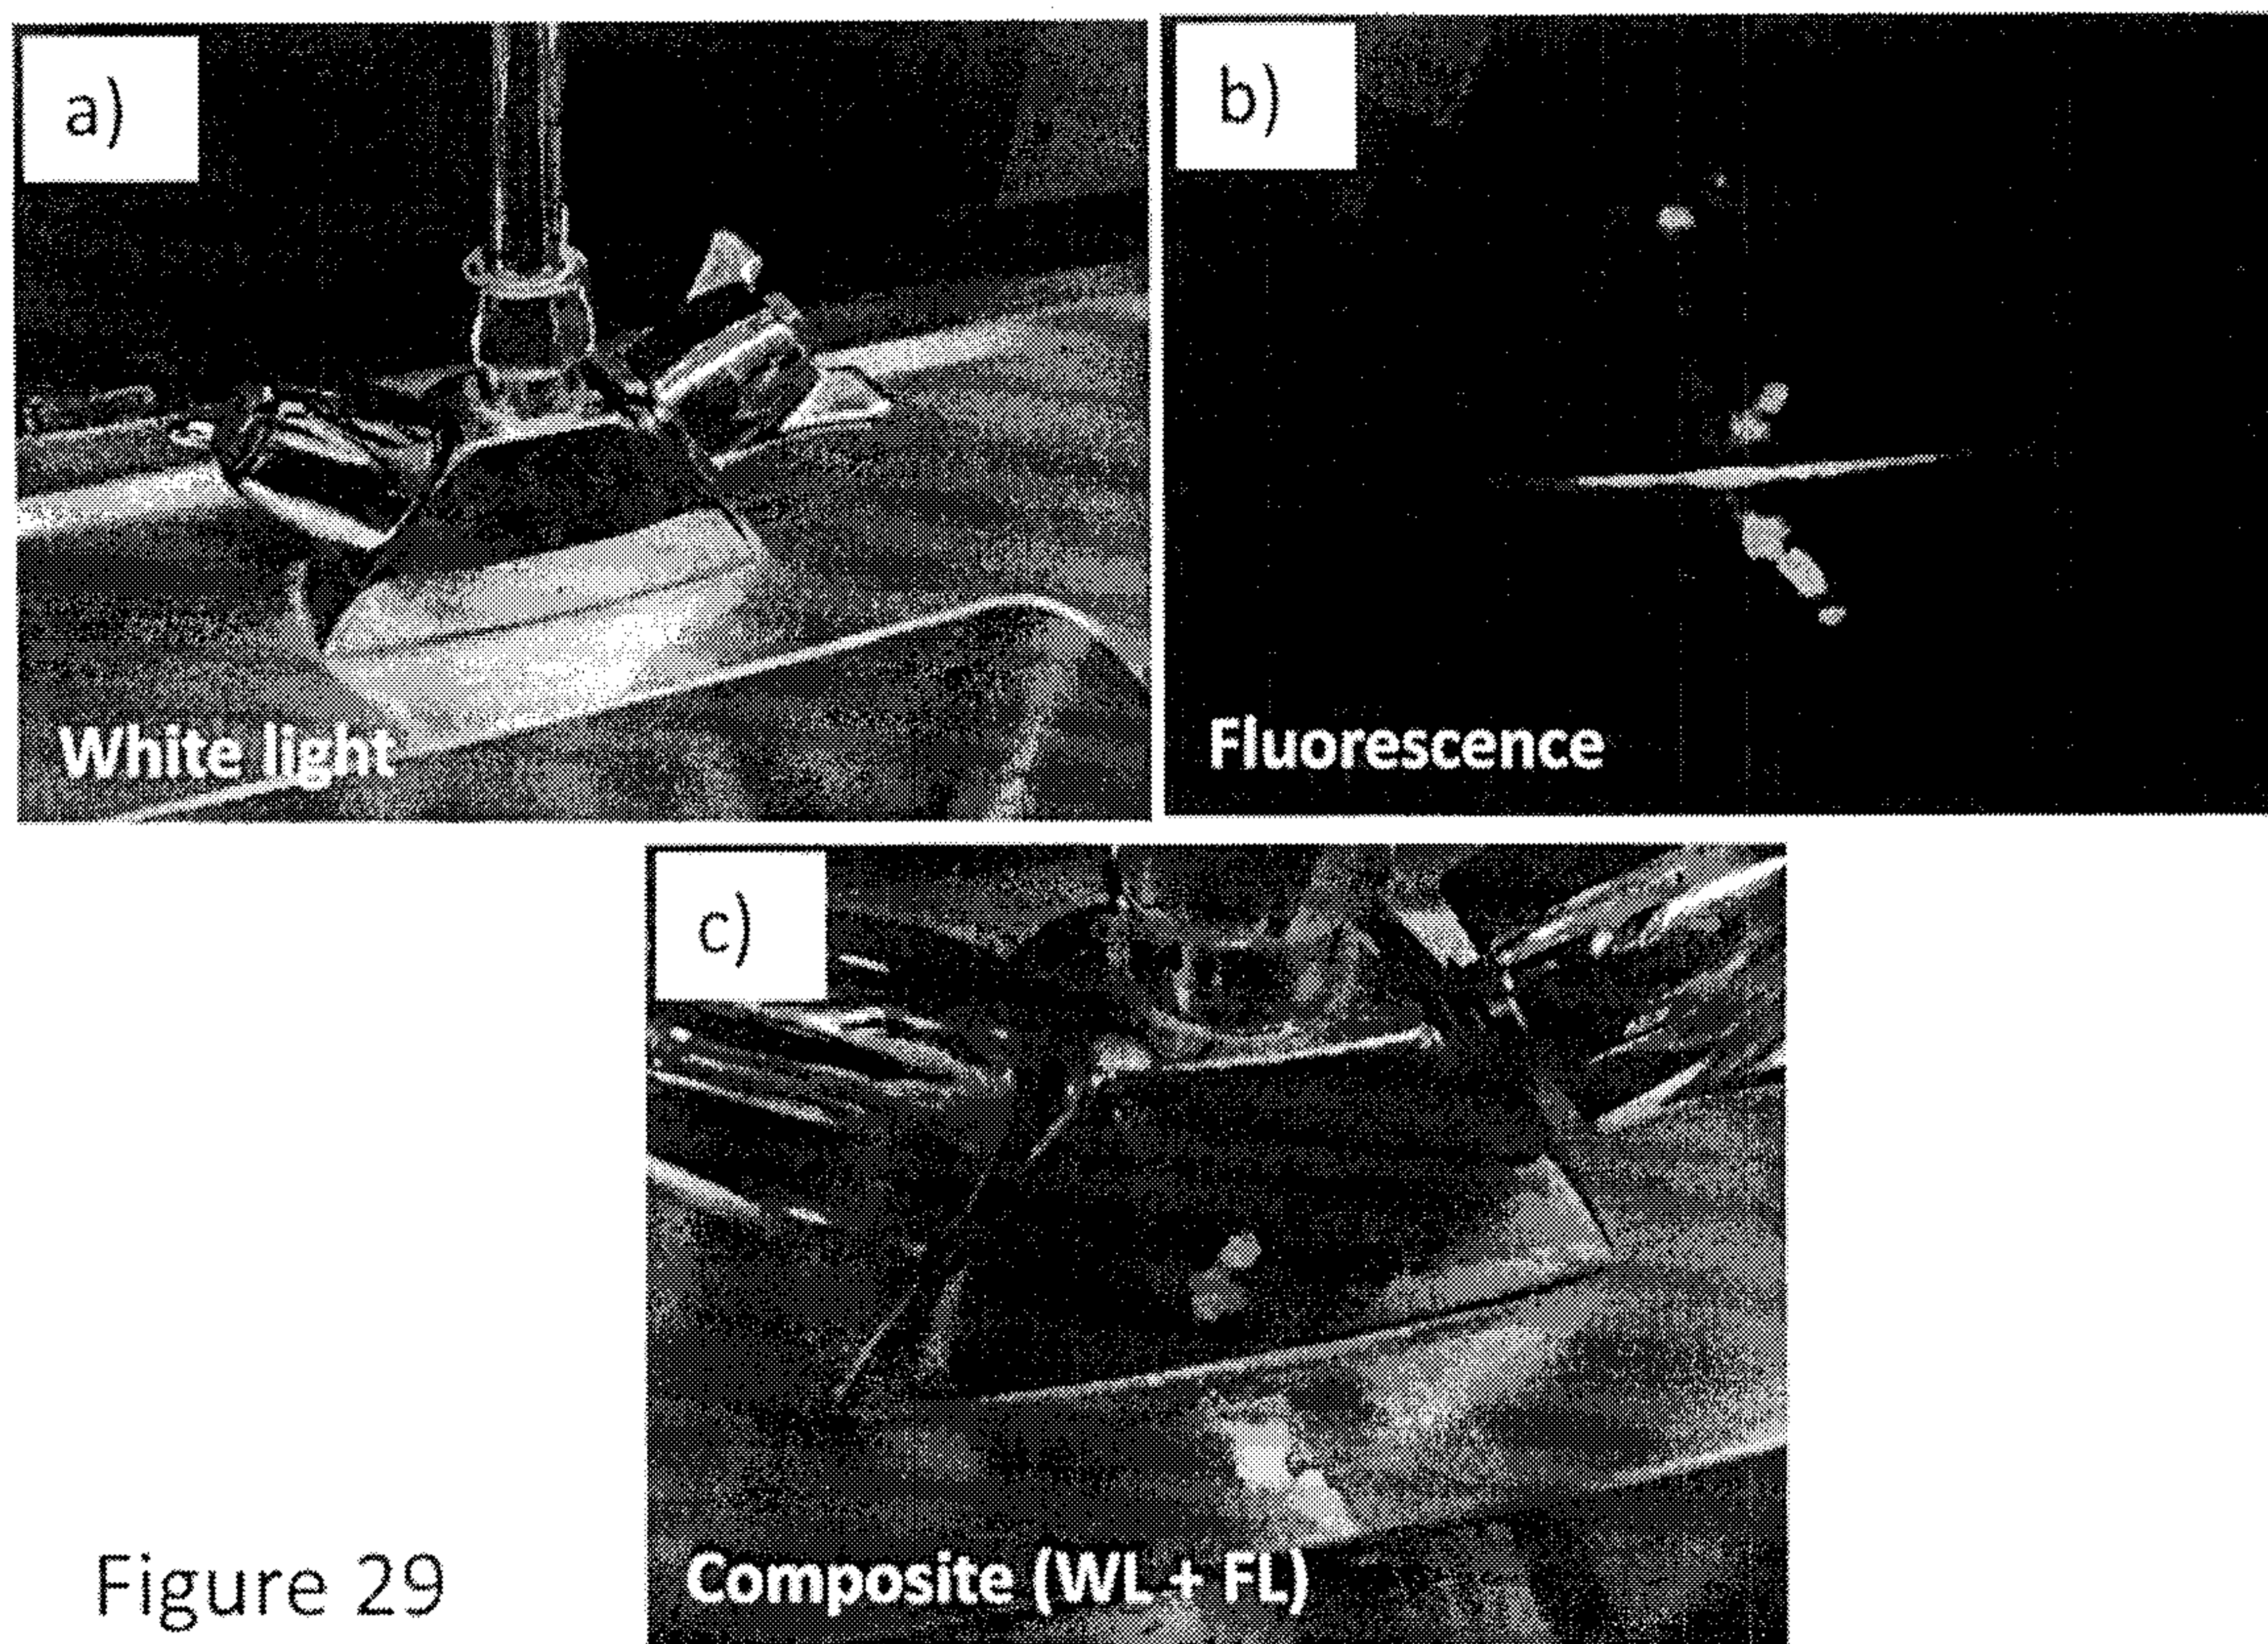 a)
b)
White light
Fluorescence
c)
Composite (WL + FL)
Figure 29